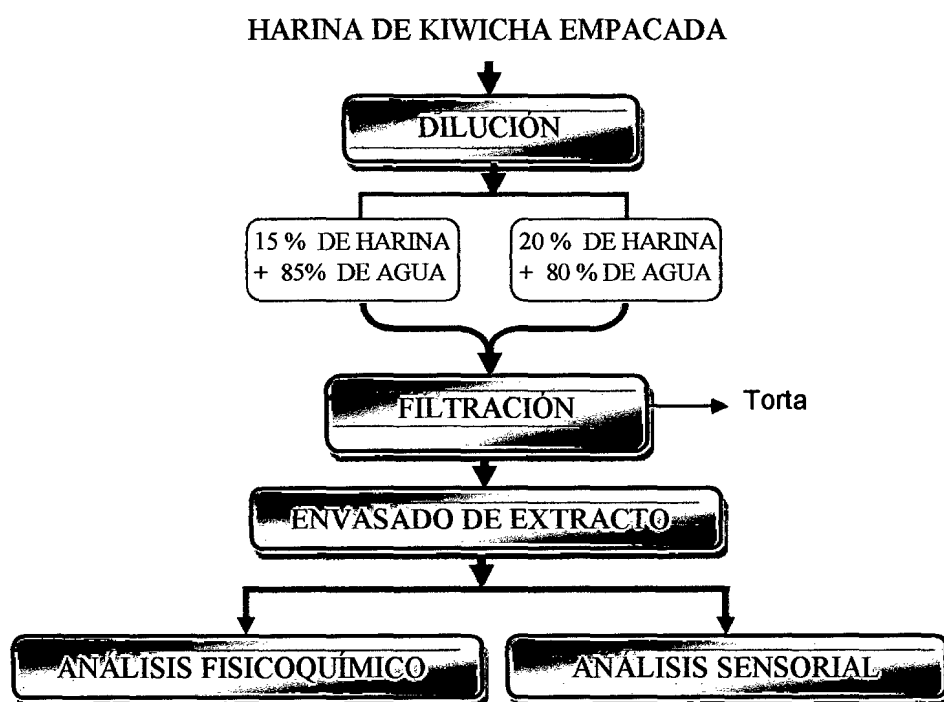 HARINA DE KIWICHA EMPACADA
DILUCIÓN
15 % DE HARINA
+ 85% DE AGUA
20 % DE HARINA
+ 80 % DE AGUA
FILTRACIÓN
Torta
ENVASADO DE EXTRACTO
ANÁLISIS FISICOQUÍMICO
ANÁLISIS SENSORIAL